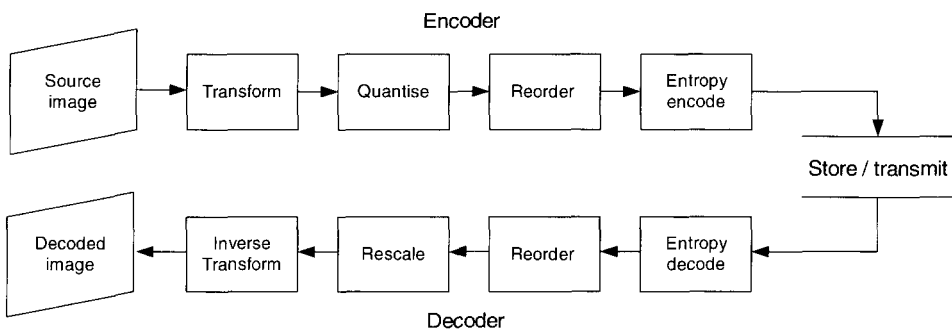 Encoder
Source
image
Transform
Quantise
Reorder
Entropy
encode
Store / transmit
Decoded
image
Inverse
Transform
Rescale
Reorder
Entropy
decode
Decoder